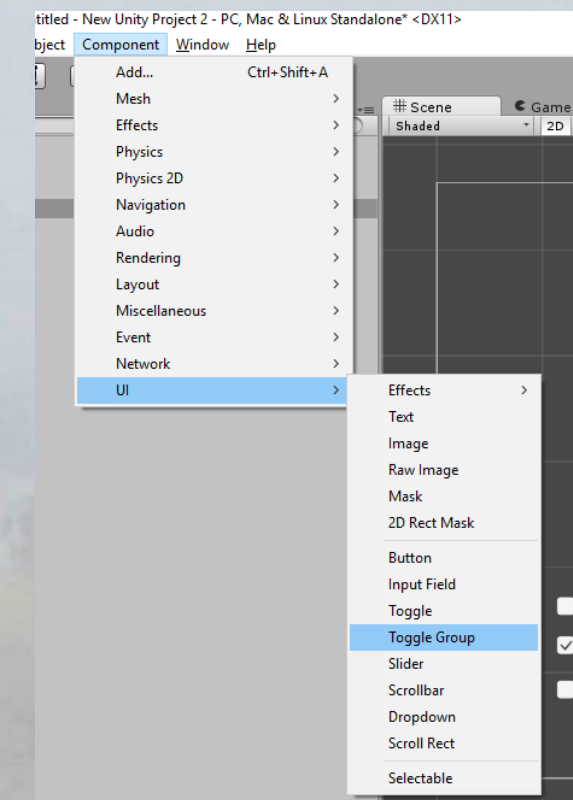 ntitled - New Unity Project 2 - PC, Mac & Linux Standalone* <DX11>
bject Component Window Help
Add... Ctrl+Shift+A
Mesh
Effects
Physics
Physics 2D
Navigation
Audio
Rendering
Layout
Miscellaneous
Event
Network
UI
# Scene
Game
Shaded
2D
Effects
Text
Image
Raw Image
Mask
2D Rect Mask
Button
Input Field
Toggle
Toggle Group
Slider
Scrollbar
Dropdown
Scroll Rect
Selectable